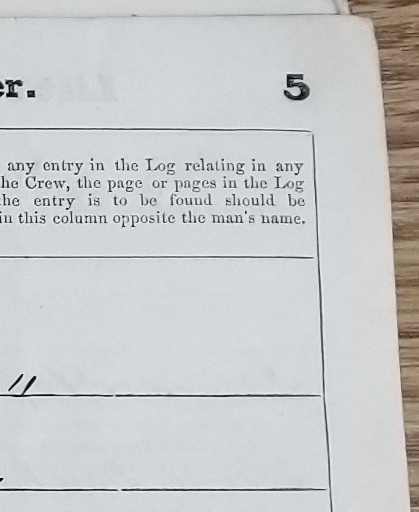 er. 5
any entry in the Log relating in any
he Crew, the page or pages in the Log
he entry is to be found should be
in this column opposite the man's name.
"